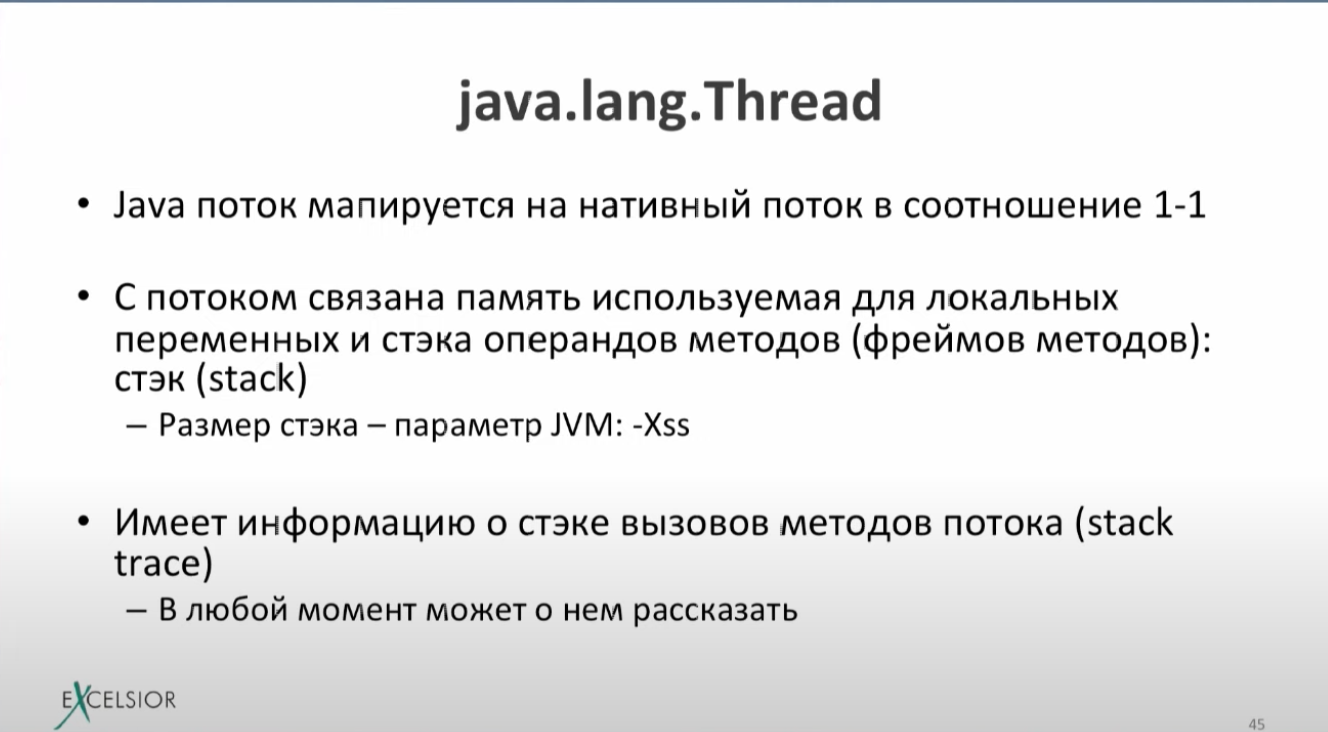 java.lang.Thread
• Java поток мапируется на нативный поток в соотношение 1-1
• С потоком связана память используемая для локальных
переменных и стэка операндов методов (фреймов методов):
стэк (stack)
– Размер стэка – параметр JVM: -Xss
• Имеет информацию о стэке вызовов методов потока (stack
trace)
– В любой момент может о нем рассказать
EXCELSIOR
45